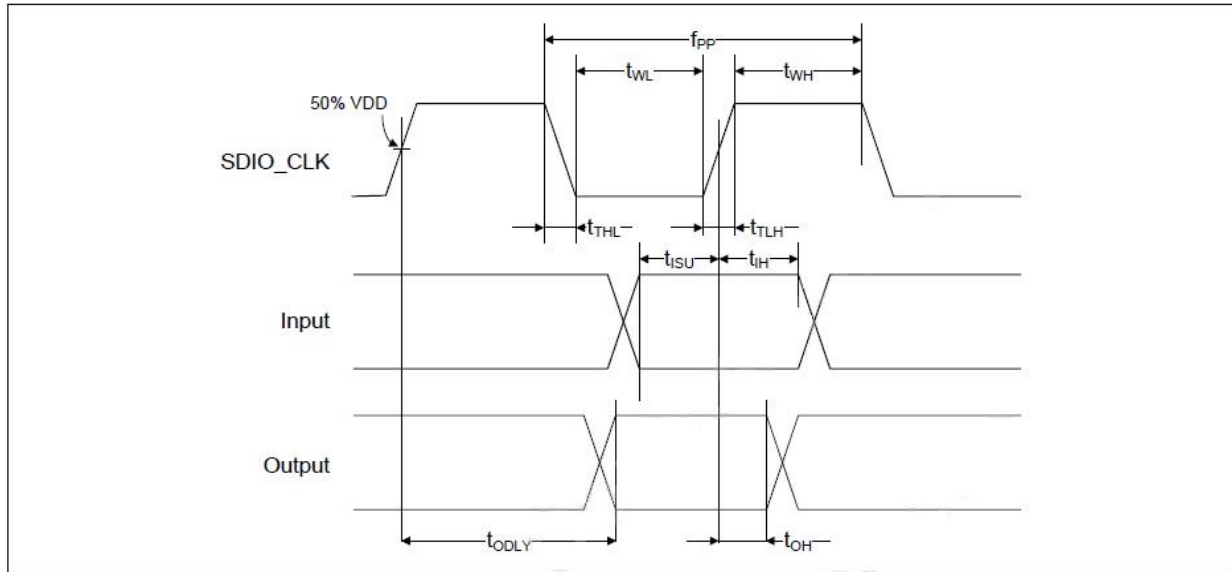 fPP
tWL
tWH
50% VDD
SDIO_CLK
tTHL
tTLH
tISU
tIH
Input
Output
tODLY
tOH